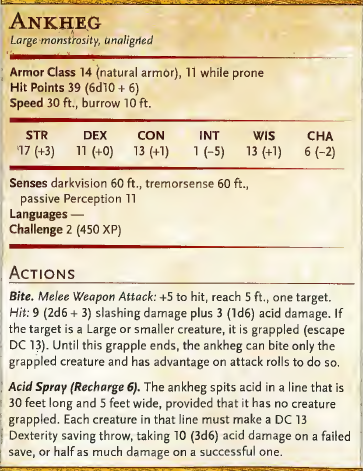 ANKHEG
Large monstrosity, unaligned
Armor Class 14 (natural armor), 11 while prone
Hit Points 39 (6d10 + 6)
Speed 30 ft., burrow 10 ft.
STR DEX CON INT WIS CHA
17 (+3) 11 (+0) 13 (+1) 1 (−5) 13 (+1) 6 (−2)
Senses darkvision 60 ft., tremorsense 60 ft.,
passive Perception 11
Languages —
Challenge 2 (450 XP)
ACTIONS
Bite. Melee Weapon Attack: +5 to hit, reach 5 ft., one target.
Hit: 9 (2d6 + 3) slashing damage plus 3 (1d6) acid damage. If
the target is a Large or smaller creature, it is grappled (escape
DC 13). Until this grapple ends, the ankheg can bite only the
grappled creature and has advantage on attack rolls to do so.
Acid Spray (Recharge 6). The ankheg spits acid in a line that is
30 feet long and 5 feet wide, provided that it has no creature
grappled. Each creature in that line must make a DC 13
Dexterity saving throw, taking 10 (3d6) acid damage on a failed
save, or half as much damage on a successful one.